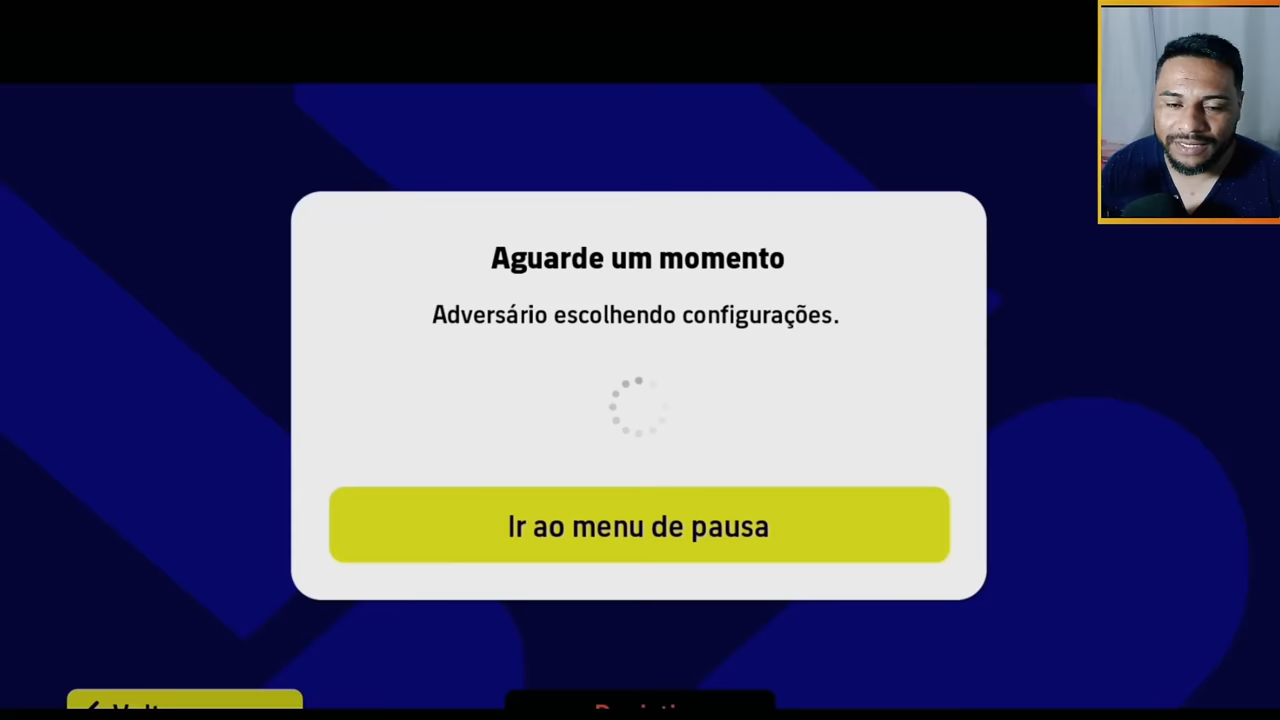 Aguarde um momento
Adversário escolhendo configurações.
Ir ao menu de pausa